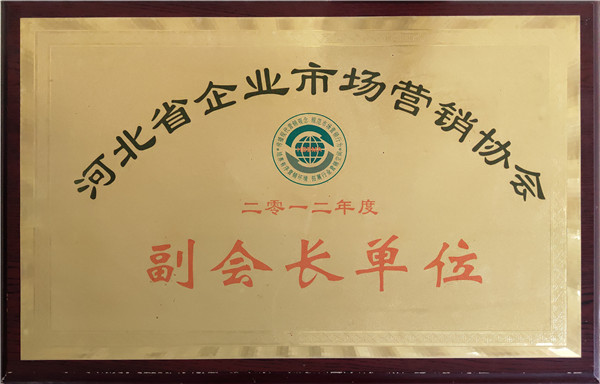 河北省企业市场营销协会
二零一二年度
副会长单位